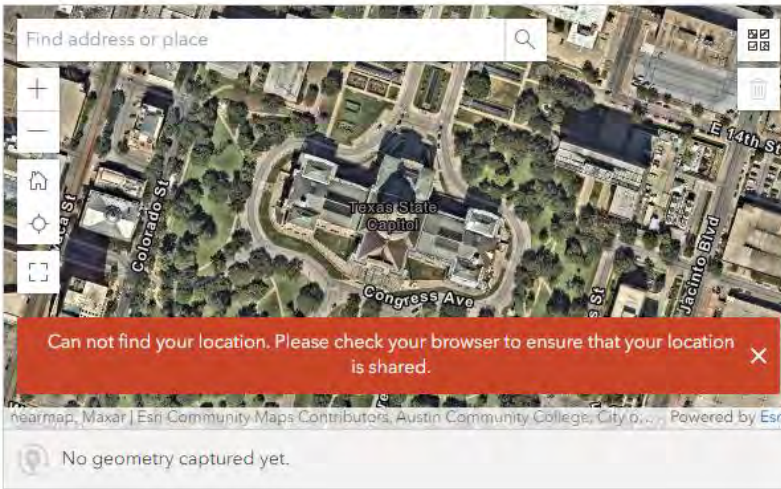 Find address or place
E 14th St
Colorado St
Texas State
Capitol
Jacinto Blvd
Congress Ave
Can not find your location. Please check your browser to ensure that your location
is shared.
nearmap, Maxar | Esri Community Maps Contributors, Austin Community College, City o... Powered by Esr
No geometry captured yet.